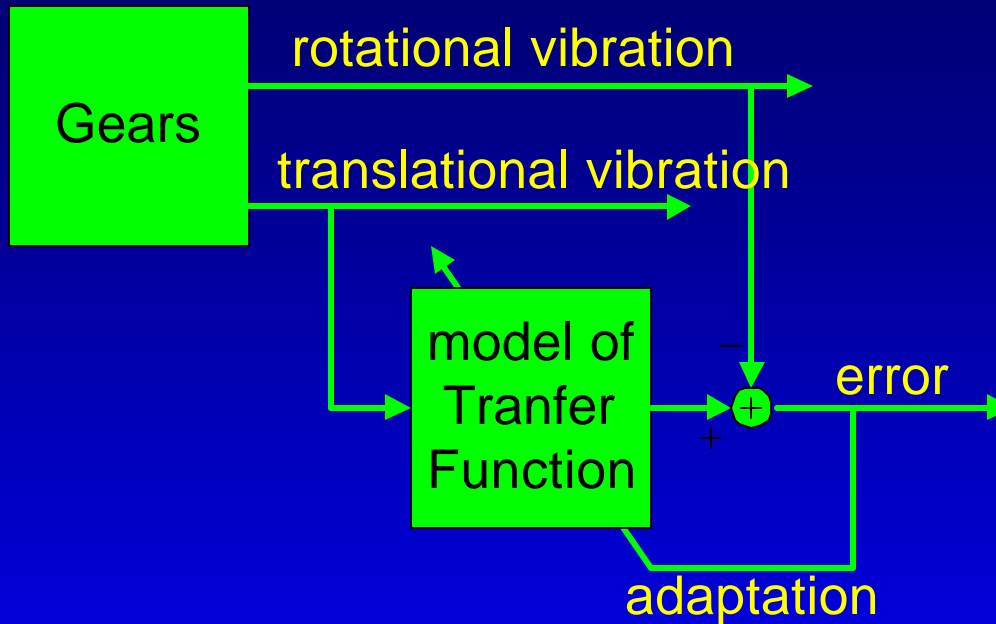 rotational vibration
Gears
translational vibration
model of
Tranfer
Function
−
+
+
error
adaptation